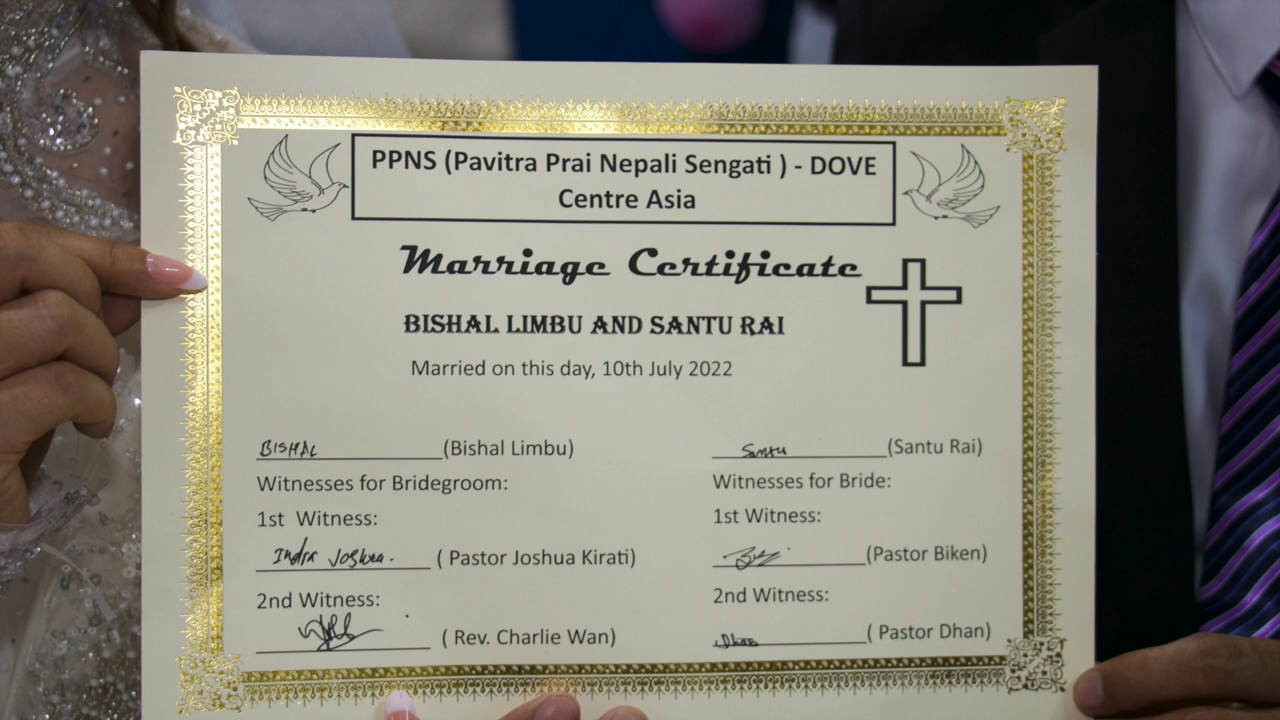 PPNS (Pavitra Prai Nepali Sengati ) - DOVE
Centre Asia
Marriage Certificate
BISHAL LIMBU AND SANTU RAI
Married on this day, 10th July 2022
BISHAL (Bishal Limbu)
Santu (Santu Rai)
Witnesses for Bridegroom:
Witnesses for Bride:
1st Witness:
1st Witness:
Indra Joshua. ( Pastor Joshua Kirati)
(Pastor Biken)
2nd Witness:
2nd Witness:
( Rev. Charlie Wan)
Dhan ( Pastor Dhan)